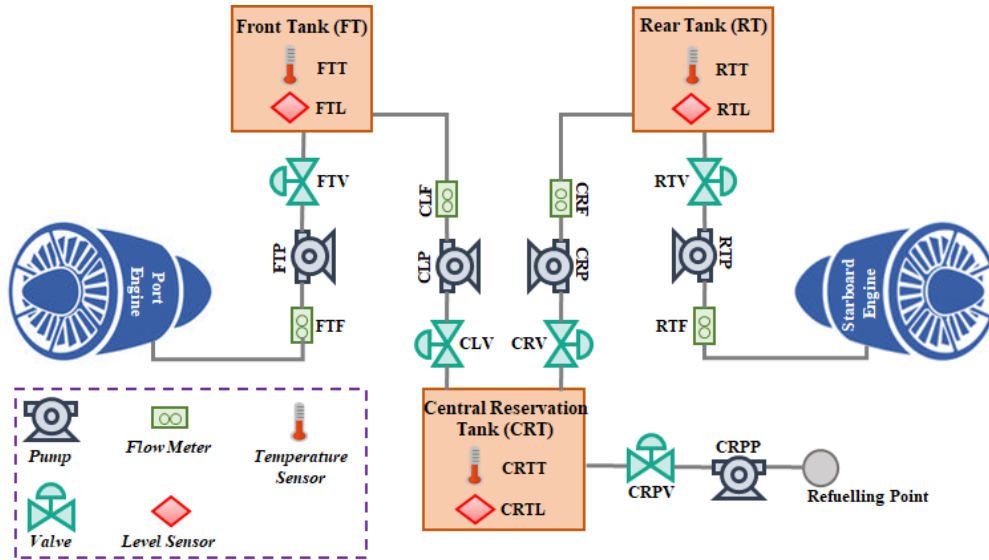 Front Tank (FT)
FTT
FTL
Rear Tank (RT)
RTT
RTL
FTV
CLF
CRF
RTV
FTP
CLP
CRP
RTP
Port
Engine
Starboard
Engine
FTF
CLV
CRV
RTF
Central Reservation
Tank (CRT)
CRTT
CRTL
CRPV
CRPP
Refuelling Point
Pump
Flow Meter
Temperature
Sensor
Valve
Level Sensor